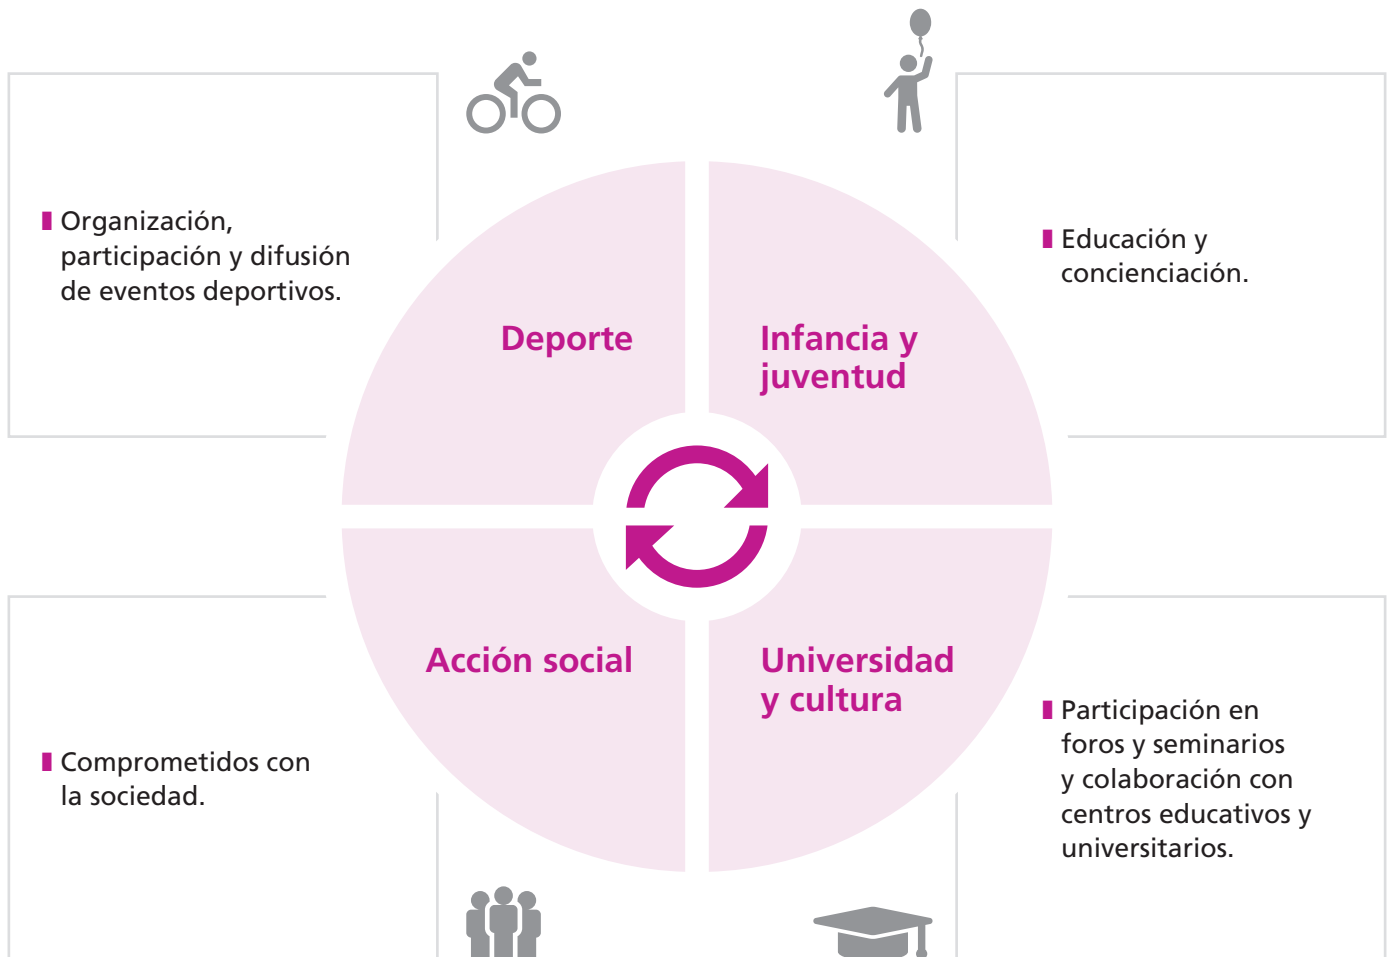 Organización,
participación y difusión
de eventos deportivos.
Deporte
Infancia y
juventud
Educación y
concienciación.
Acción social
Comprometidos con
la sociedad.
Universidad
y cultura
Participación en
foros y seminarios
y colaboración con
centros educativos y
universitarios.